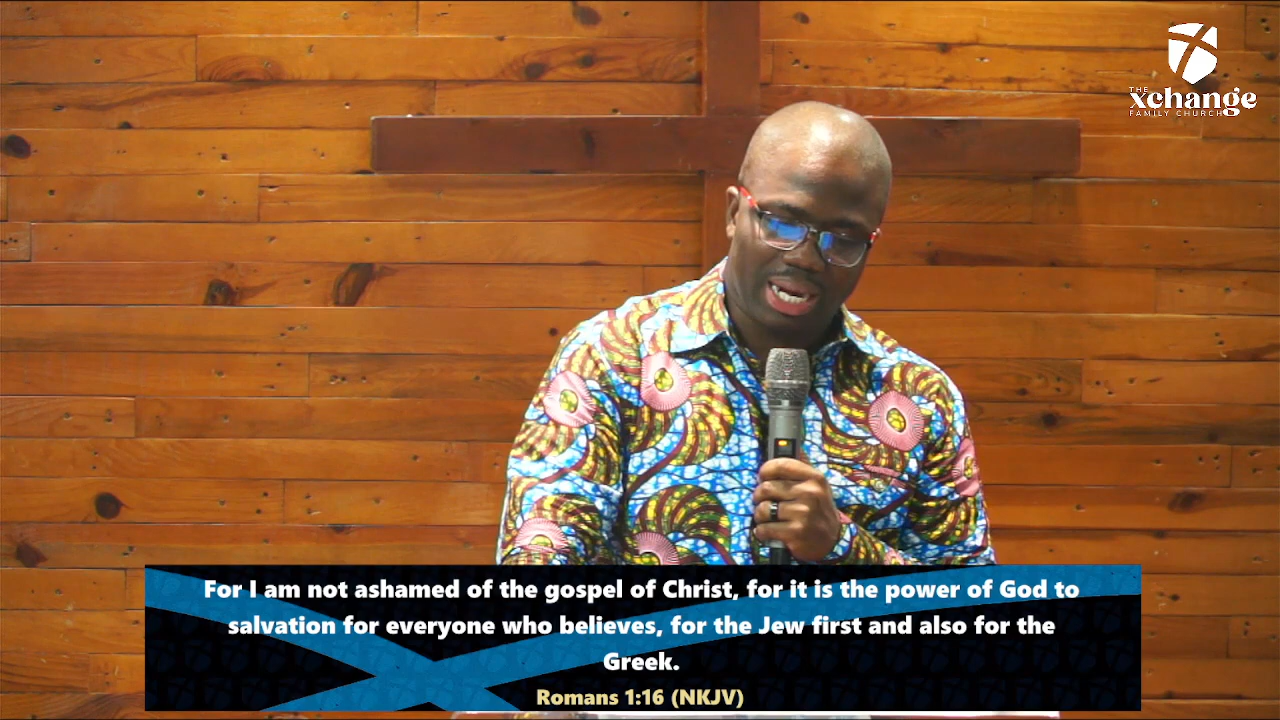 THE
xchange
FAMILY CHURCH
For I am not ashamed of the gospel of Christ, for it is the power of God to
salvation for everyone who believes, for the Jew first and also for the
Greek.
Romans 1:16 (NKJV)